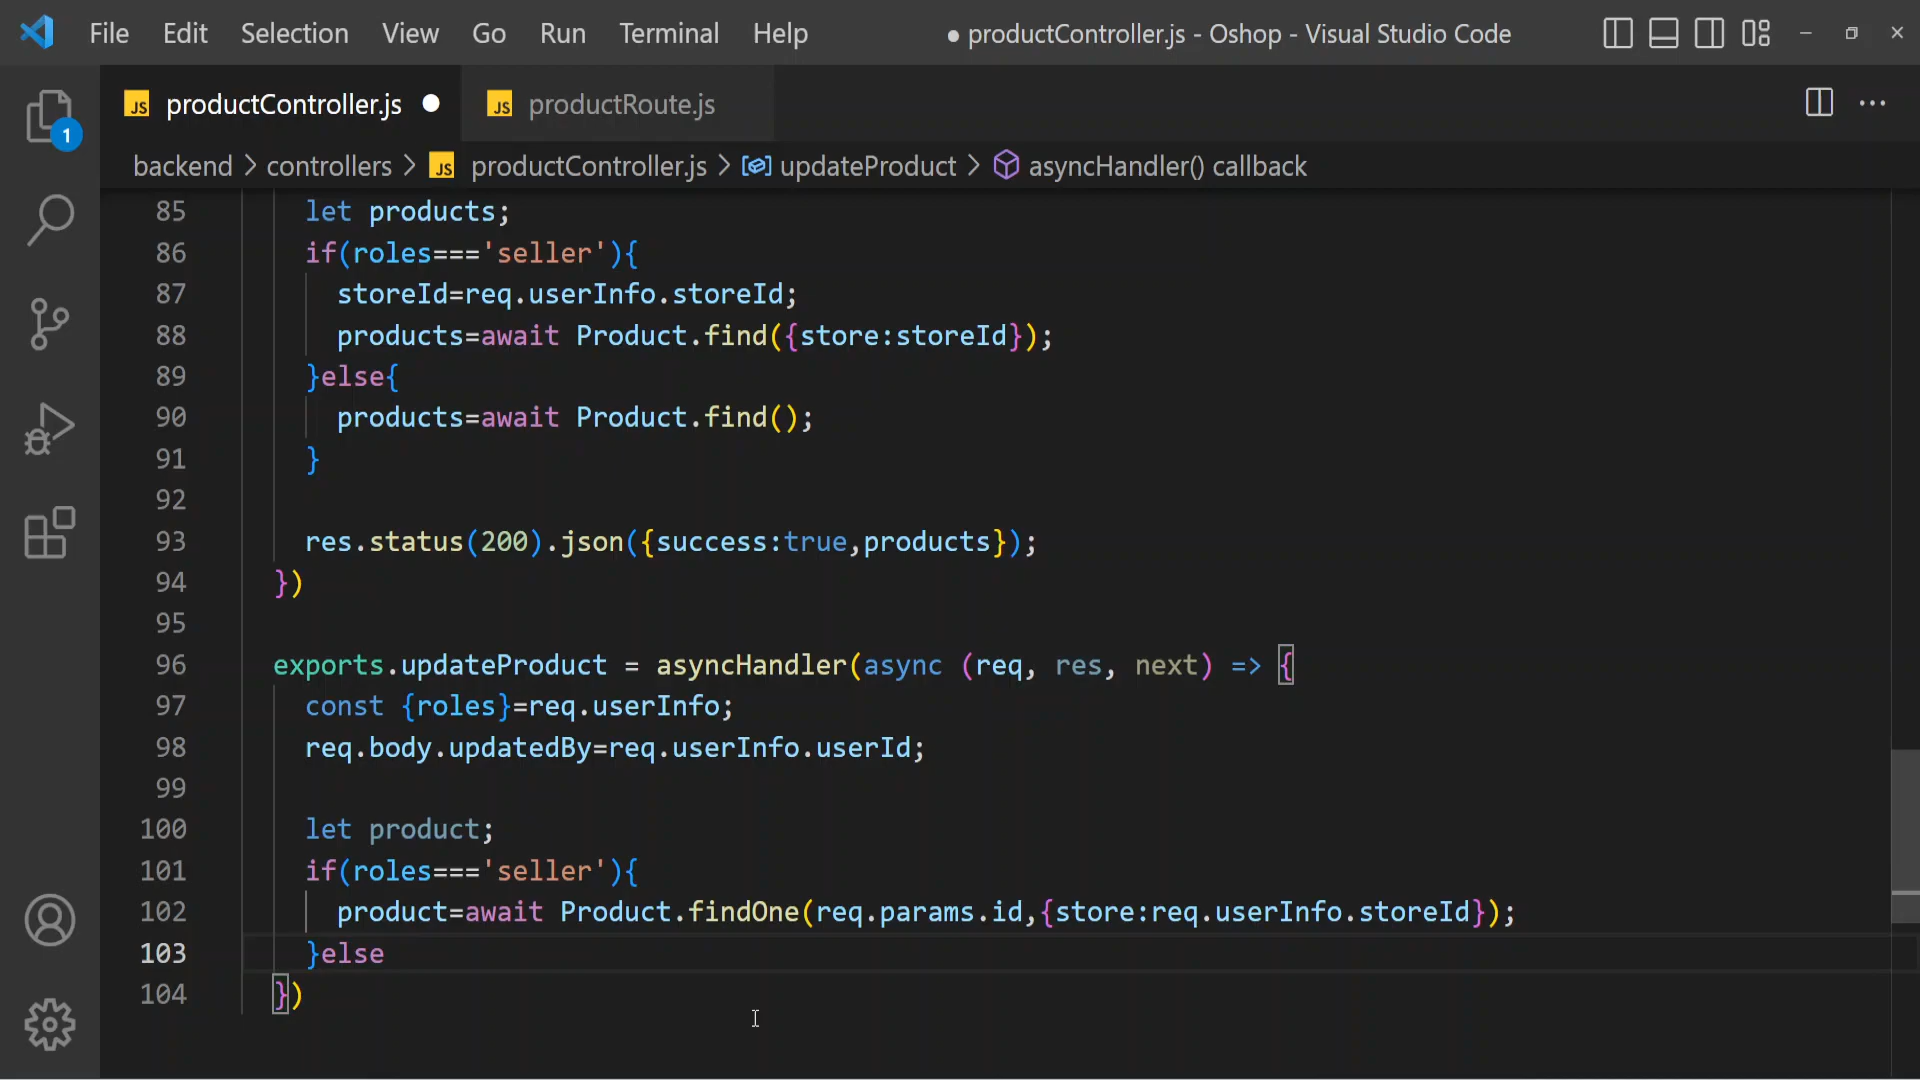 File Edit Selection View Go Run Terminal Help ● productController.js - Oshop - Visual Studio Code
JS productController.js ● JS productRoute.js
1
backend > controllers > JS productController.js > updateProduct > asyncHandler() callback
85 let products;
86 if(roles==='seller'){
87 storeId=req.userInfo.storeId;
88 products=await Product.find({store:storeId});
89 }else{
90 products=await Product.find();
91 }
92
93 res.status(200).json({success:true,products});
94 })
95
96 exports.updateProduct = asyncHandler(async (req, res, next) => {
97 const {roles}=req.userInfo;
98 req.body.updatedBy=req.userInfo.userId;
99
100 let product;
101 if(roles==='seller'){
102 product=await Product.findOne(req.params.id,{store:req.userInfo.storeId});
103 }else
104 })